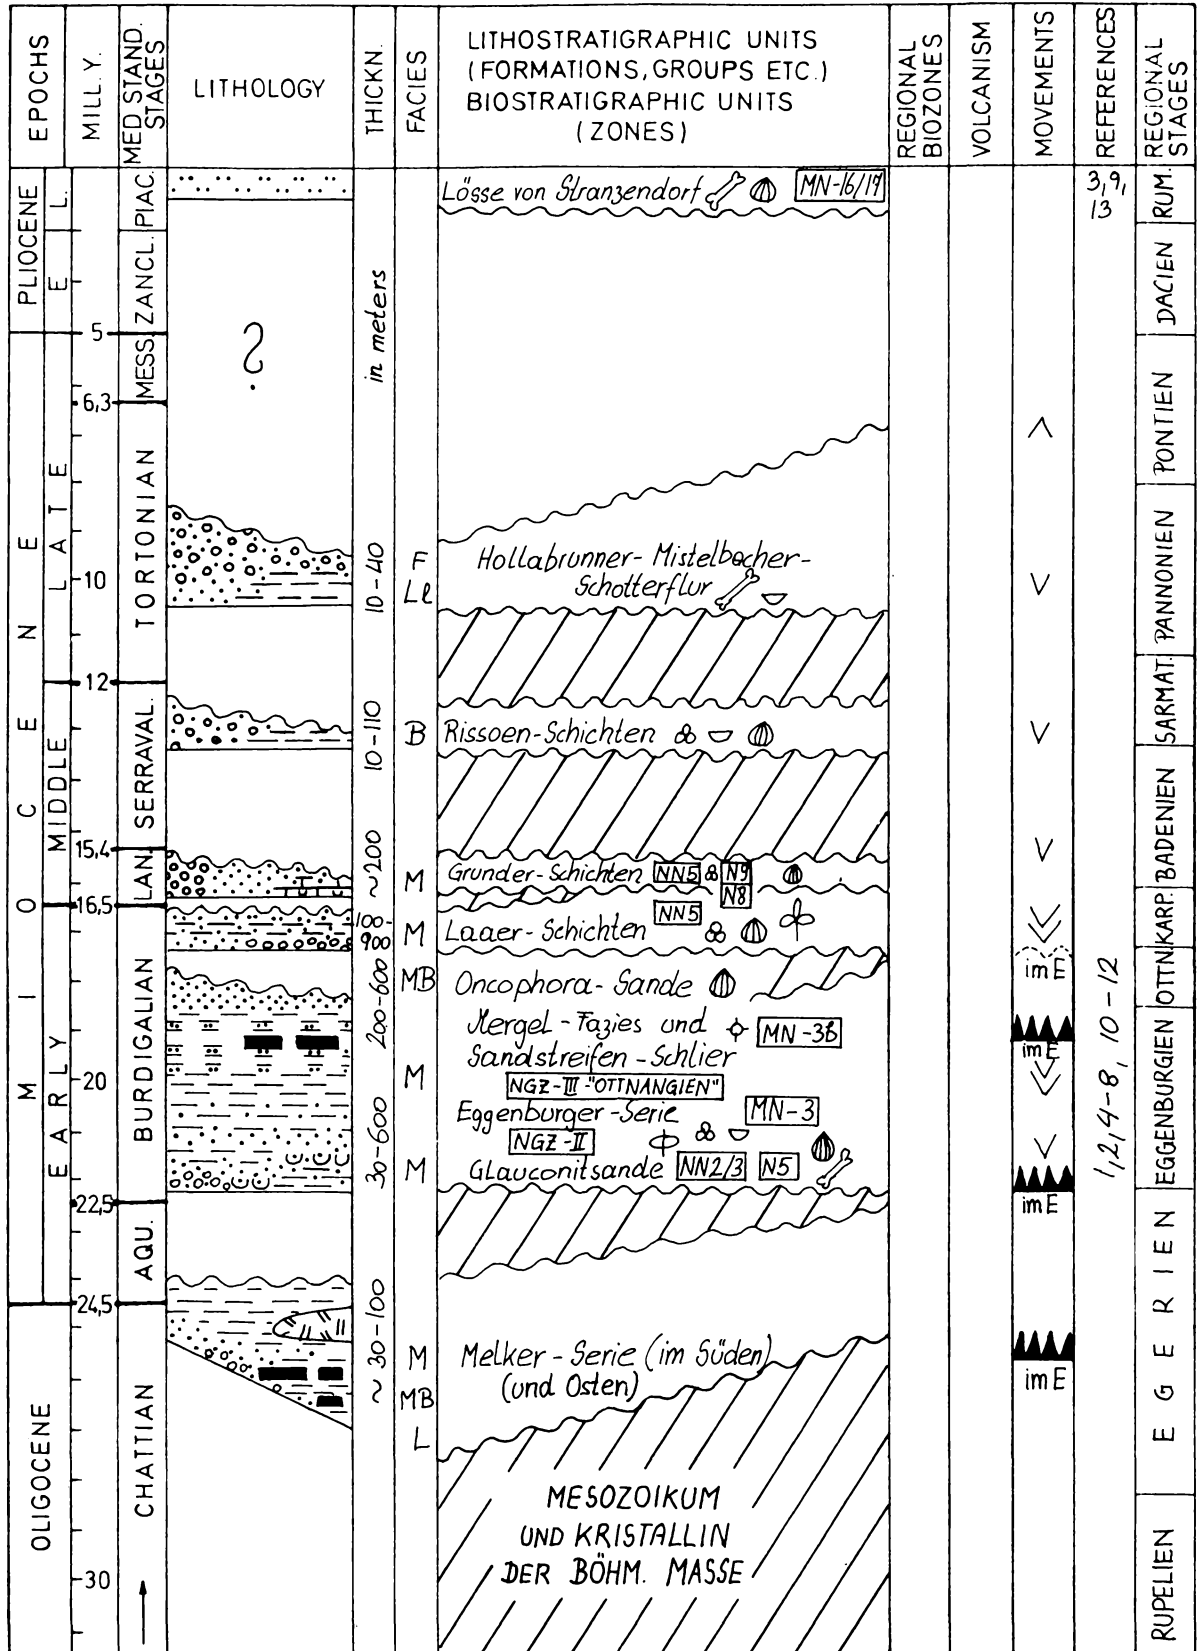 EPOCHS
MILL.Y.
MED STAND.
STAGES
LITHOLOGY
THICKN.
FACIES
LITHOSTRATIGRAPHIC UNITS
(FORMATIONS, GROUPS ETC.)
BIOSTRATIGRAPHIC UNITS
(ZONES)
REGIONAL
BIOZONES
VOLCANISM
MOVEMENTS
REFERENCES
REGIONAL
STAGES
PLIOCENE
L.
E
MIOCENE
LATE
MIDDLE
EARLY
OLIGOCENE
5
6,3
10
12
15,4
16,5
20
22,5
24,5
30
PIAC.
ZANCL.
MESS.
TORTONIAN
SERRAVAL.
LAN.
BURDIGALIAN
AQU.
CHATTIAN
?
in meters
10-40
10-110
~200
100-
900
200-600
30-600
~ 30-100
F
Ll
B
M
M
MB
M
M
M
MB
L
Lösse von Stranzendorf MN-16/17
Hollabrunner-Mistelbacher-
Schotterflur
Rissoen-Schichten
Grunder-Schichten NN5 N9
N8
NN5
Laaer-Schichten
Oncophora-Sande
Mergel-Fazies und MN-3b
Sandstreifen-Schlier
NGZ-III-"OTTNANGIEN"
Eggenburger-Serie MN-3
NGZ-II
Glauconitsande NN2/3 N5
Melker-Serie (im Süden)
(und Osten)
MESOZOIKUM
UND KRISTALLIN
DER BÖHM. MASSE
im E
im E
im E
im E
3,9,
13
1,2,4-8, 10-12
RUM.
DACIEN
PONTIEN
PANNONIEN
SARMAT.
BADENIEN
KARP.
OTTN.
EGGENBURGIEN
EGERIEN
RUPELIEN